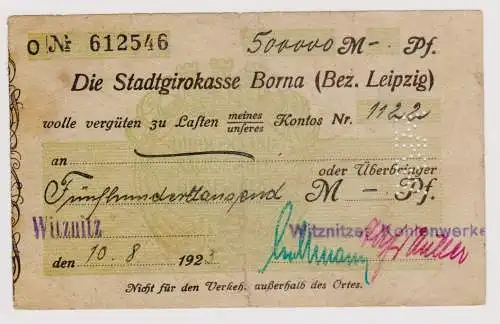 O № 612546 500000 M – Pf.
Die Stadtgirokasse Borna (Bez. Leipzig)
wolle vergüten zu Lasten meines/unseres Kontos Nr. 1122
an oder Überbringer
Fünfhunderttausend M – Pf.
Witznitz Witznitzer Kohlenwerke
den 10. 8 1923
Nicht für den Verkeh. außerhalb des Ortes.